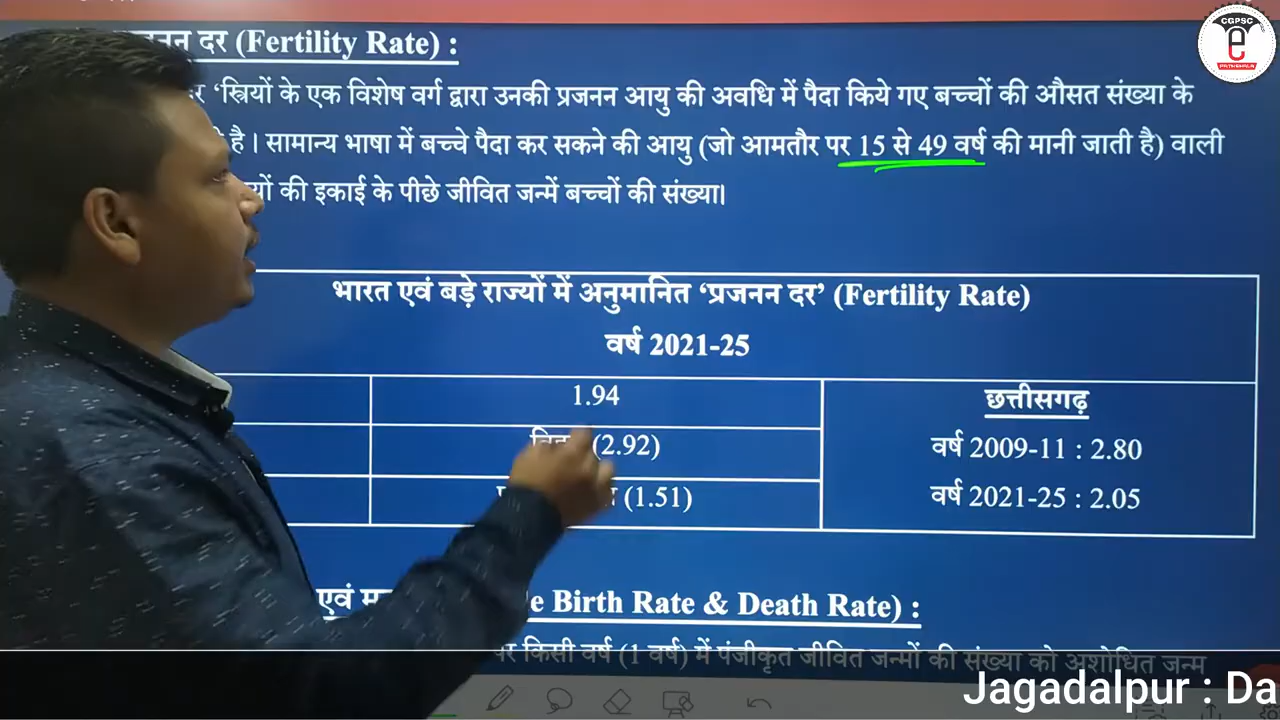 CGPSC
e
PATHSHALA
दर (Fertility Rate) :
'स्त्रियों के एक विशेष वर्ग द्वारा उनकी प्रजनन आयु की अवधि में पैदा किये गए बच्चों की औसत संख्या के
है। सामान्य भाषा में बच्चे पैदा कर सकने की आयु (जो आमतौर पर 15 से 49 वर्ष की मानी जाती है) वाली
की इकाई के पीछे जीवित जन्में बच्चों की संख्या।
भारत एवं बड़े राज्यों में अनुमानित 'प्रजनन दर' (Fertility Rate)
वर्ष 2021-25
1.94
(2.92)
(1.51)
छत्तीसगढ़
वर्ष 2009-11 : 2.80
वर्ष 2021-25 : 2.05
एवं Birth Rate & Death Rate) :
किसी वर्ष (1 वर्ष) में पंजीकृत जीवित जन्मों की संख्या को अशोधित जन्म
Jagadalpur : Da